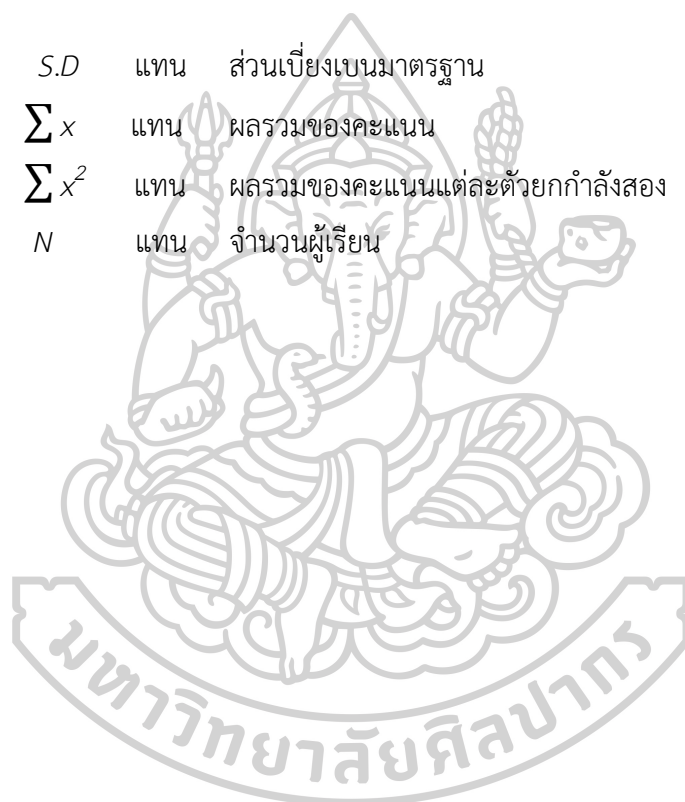 S.D แทน ส่วนเบี่ยงเบนมาตรฐาน
∑x แทน ผลรวมของคะแนน
∑x² แทน ผลรวมของคะแนนแต่ละตัวยกกำลังสอง
N แทน จำนวนผู้เรียน
มหาวิทยาลัยศิลปากร